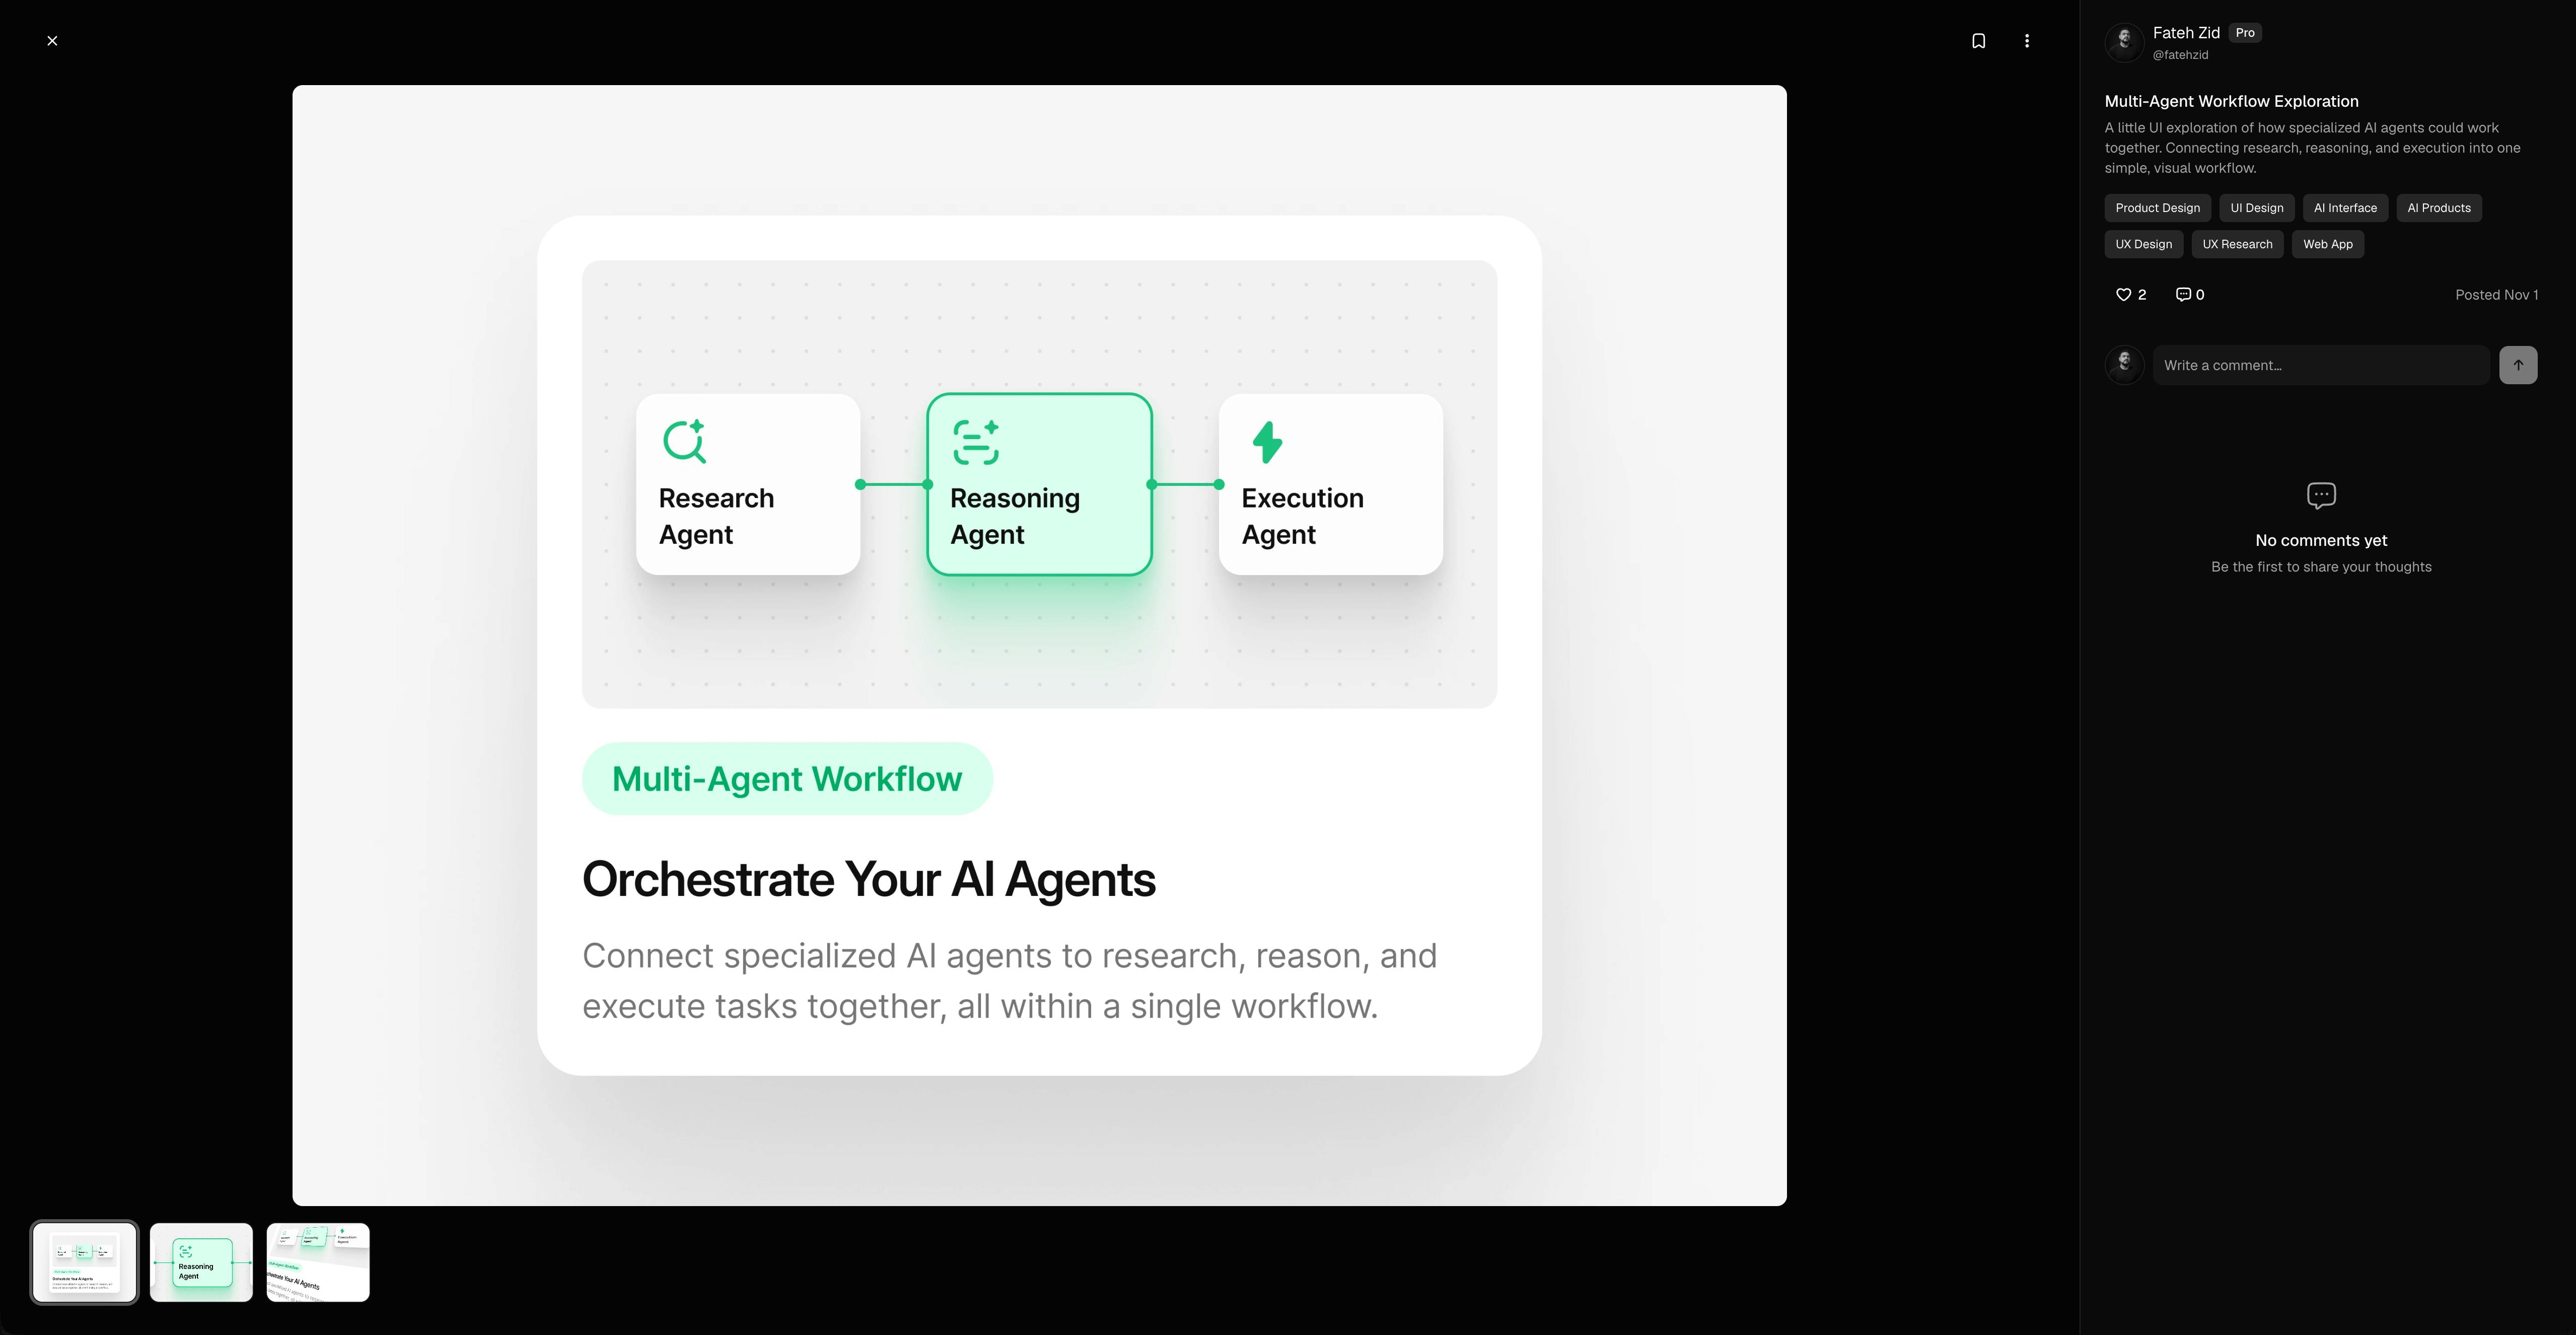 Fateh Zid Pro
@fatehzid
Multi-Agent Workflow Exploration
A little UI exploration of how specialized AI agents could work
together. Connecting research, reasoning, and execution into one
simple, visual workflow.
Product Design
UI Design
AI Interface
AI Products
UX Design
UX Research
Web App
2
0
Posted Nov 1
Write a comment...
No comments yet
Be the first to share your thoughts
Research
Agent
Reasoning
Agent
Execution
Agent
Multi-Agent Workflow
Orchestrate Your AI Agents
Connect specialized AI agents to research, reason, and
execute tasks together, all within a single workflow.
Reasoning
Agent